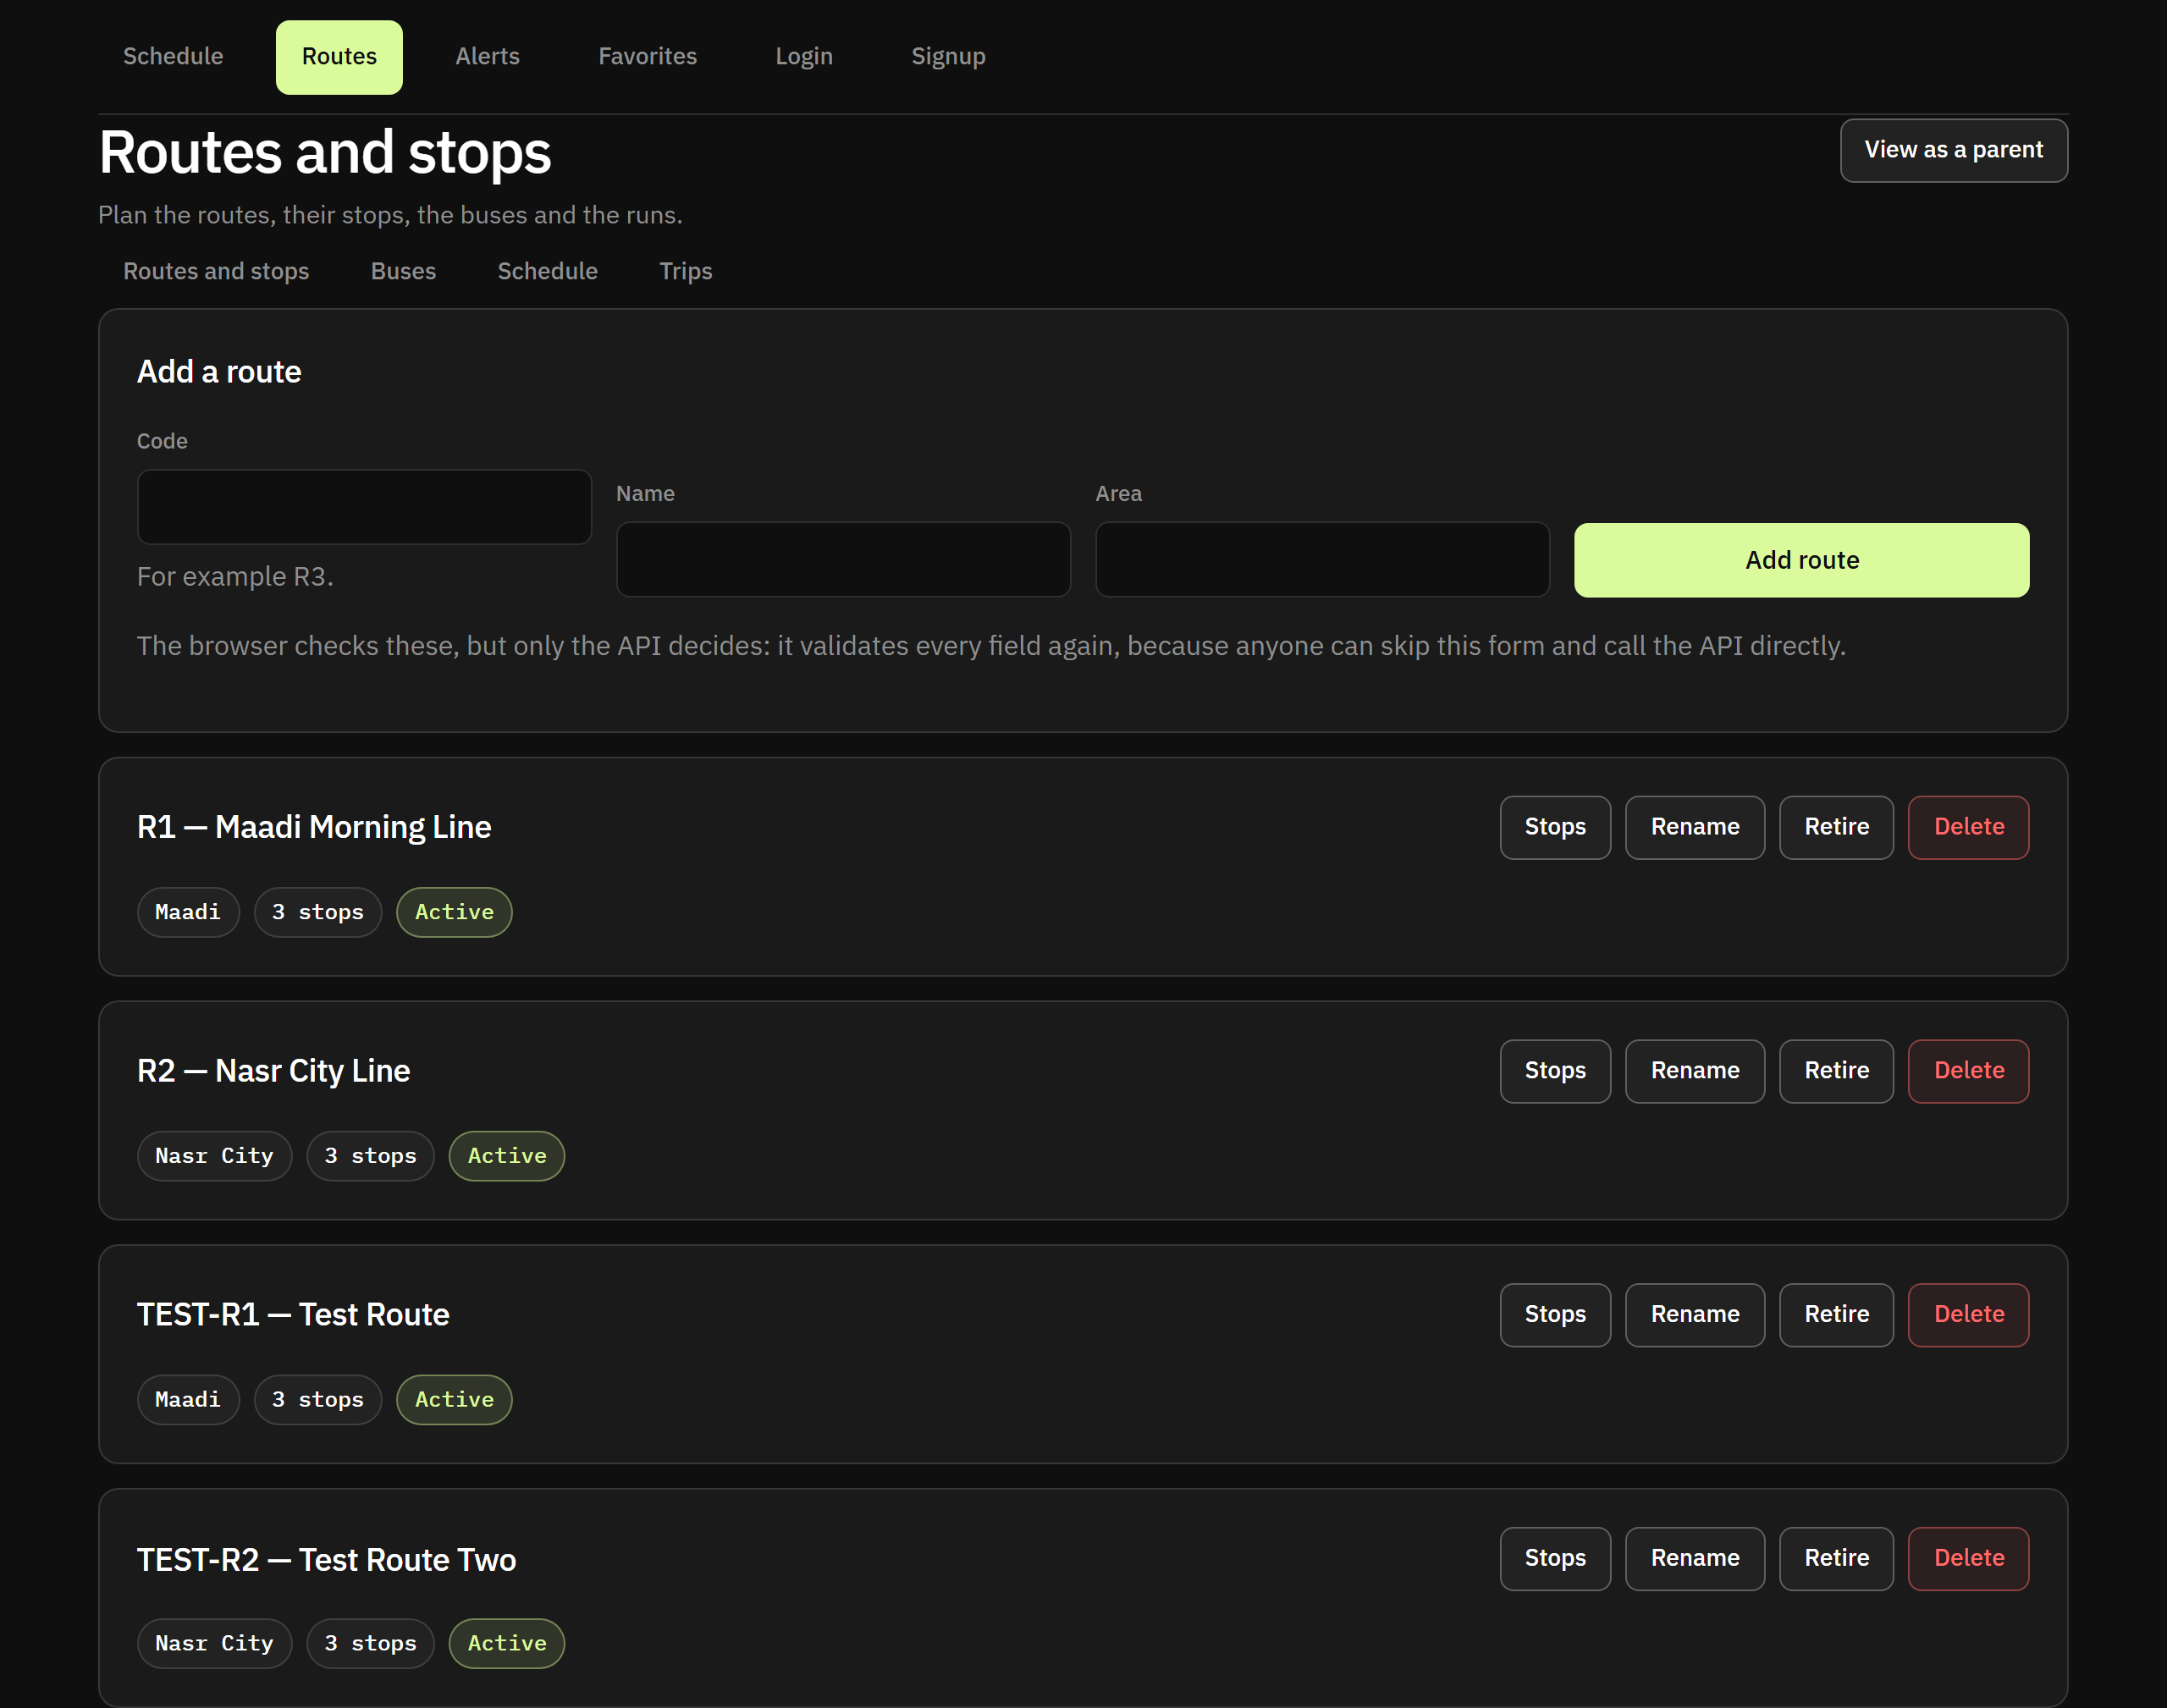 Schedule Routes Alerts Favorites Login Signup
Routes and stops
View as a parent
Plan the routes, their stops, the buses and the runs.
Routes and stops Buses Schedule Trips
Add a route
Code
Name
Area
For example R3.
Add route
The browser checks these, but only the API decides: it validates every field again, because anyone can skip this form and call the API directly.
R1 — Maadi Morning Line
Stops Rename Retire Delete
Maadi 3 stops Active
R2 — Nasr City Line
Stops Rename Retire Delete
Nasr City 3 stops Active
TEST-R1 — Test Route
Stops Rename Retire Delete
Maadi 3 stops Active
TEST-R2 — Test Route Two
Stops Rename Retire Delete
Nasr City 3 stops Active